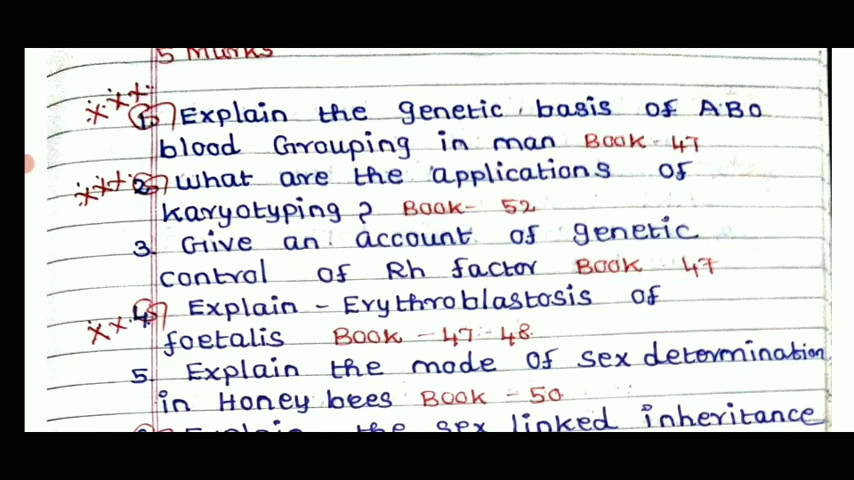 5 Marks
1. Explain the genetic basis of ABO
blood Grouping in man Book - 47
2. What are the applications of
karyotyping ? Book - 52
3. Give an account of genetic
control of Rh factor Book - 47
4. Explain - Erythroblastosis of
foetalis Book - 47-48
5. Explain the mode of sex determination
in Honey bees Book - 50
Explain the sex linked inheritance